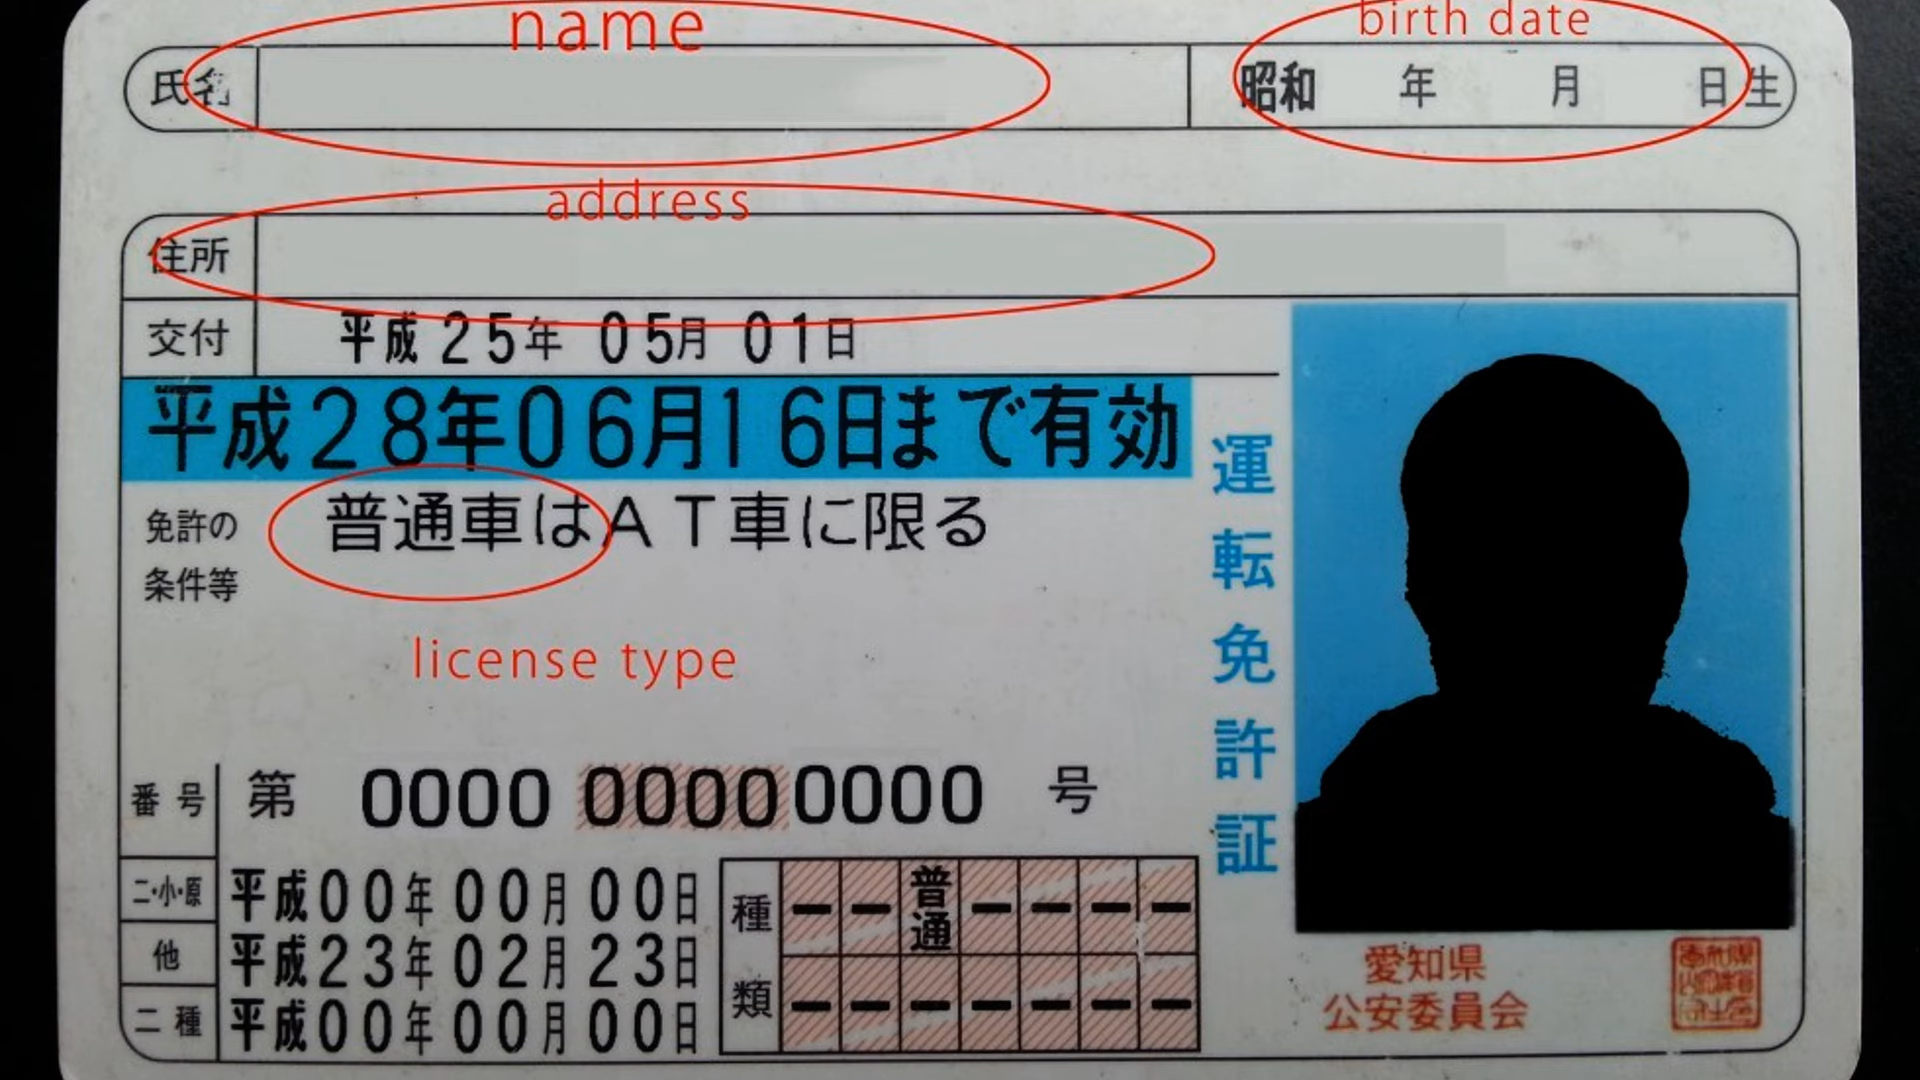 name
birth date
氏名
昭和 年 月 日生
address
住所
交付 平成25年 05月 01日
平成28年06月16日まで有効
免許の
条件等
普通車はAT車に限る
license type
運転免許証
番号 第 0000 0000 0000 号
二・小・原 平成00年00月00日
他 平成23年02月23日
二種 平成00年00月00日
種類
— — 普通 — — — —
— — — — — — —
愛知県
公安委員会